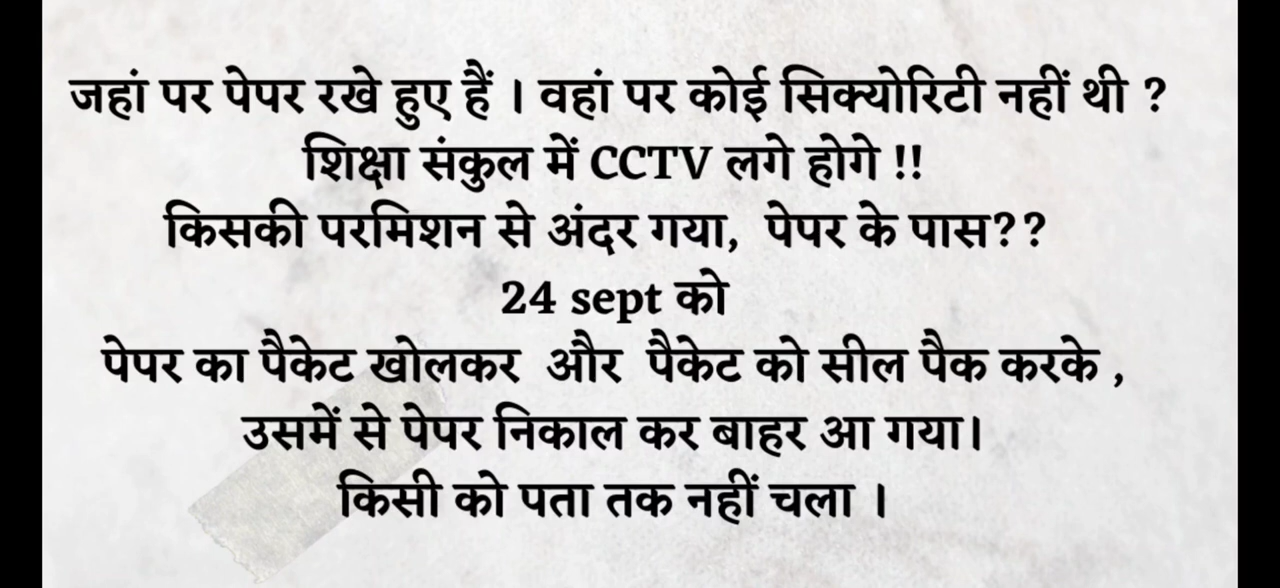 जहां पर पेपर रखे हुए हैं । वहां पर कोई सिक्योरिटी नहीं थी ?
शिक्षा संकुल में CCTV लगे होगे !!
किसकी परमिशन से अंदर गया, पेपर के पास??
24 sept को
पेपर का पैकेट खोलकर और पैकेट को सील पैक करके ,
उसमें से पेपर निकाल कर बाहर आ गया।
किसी को पता तक नहीं चला ।